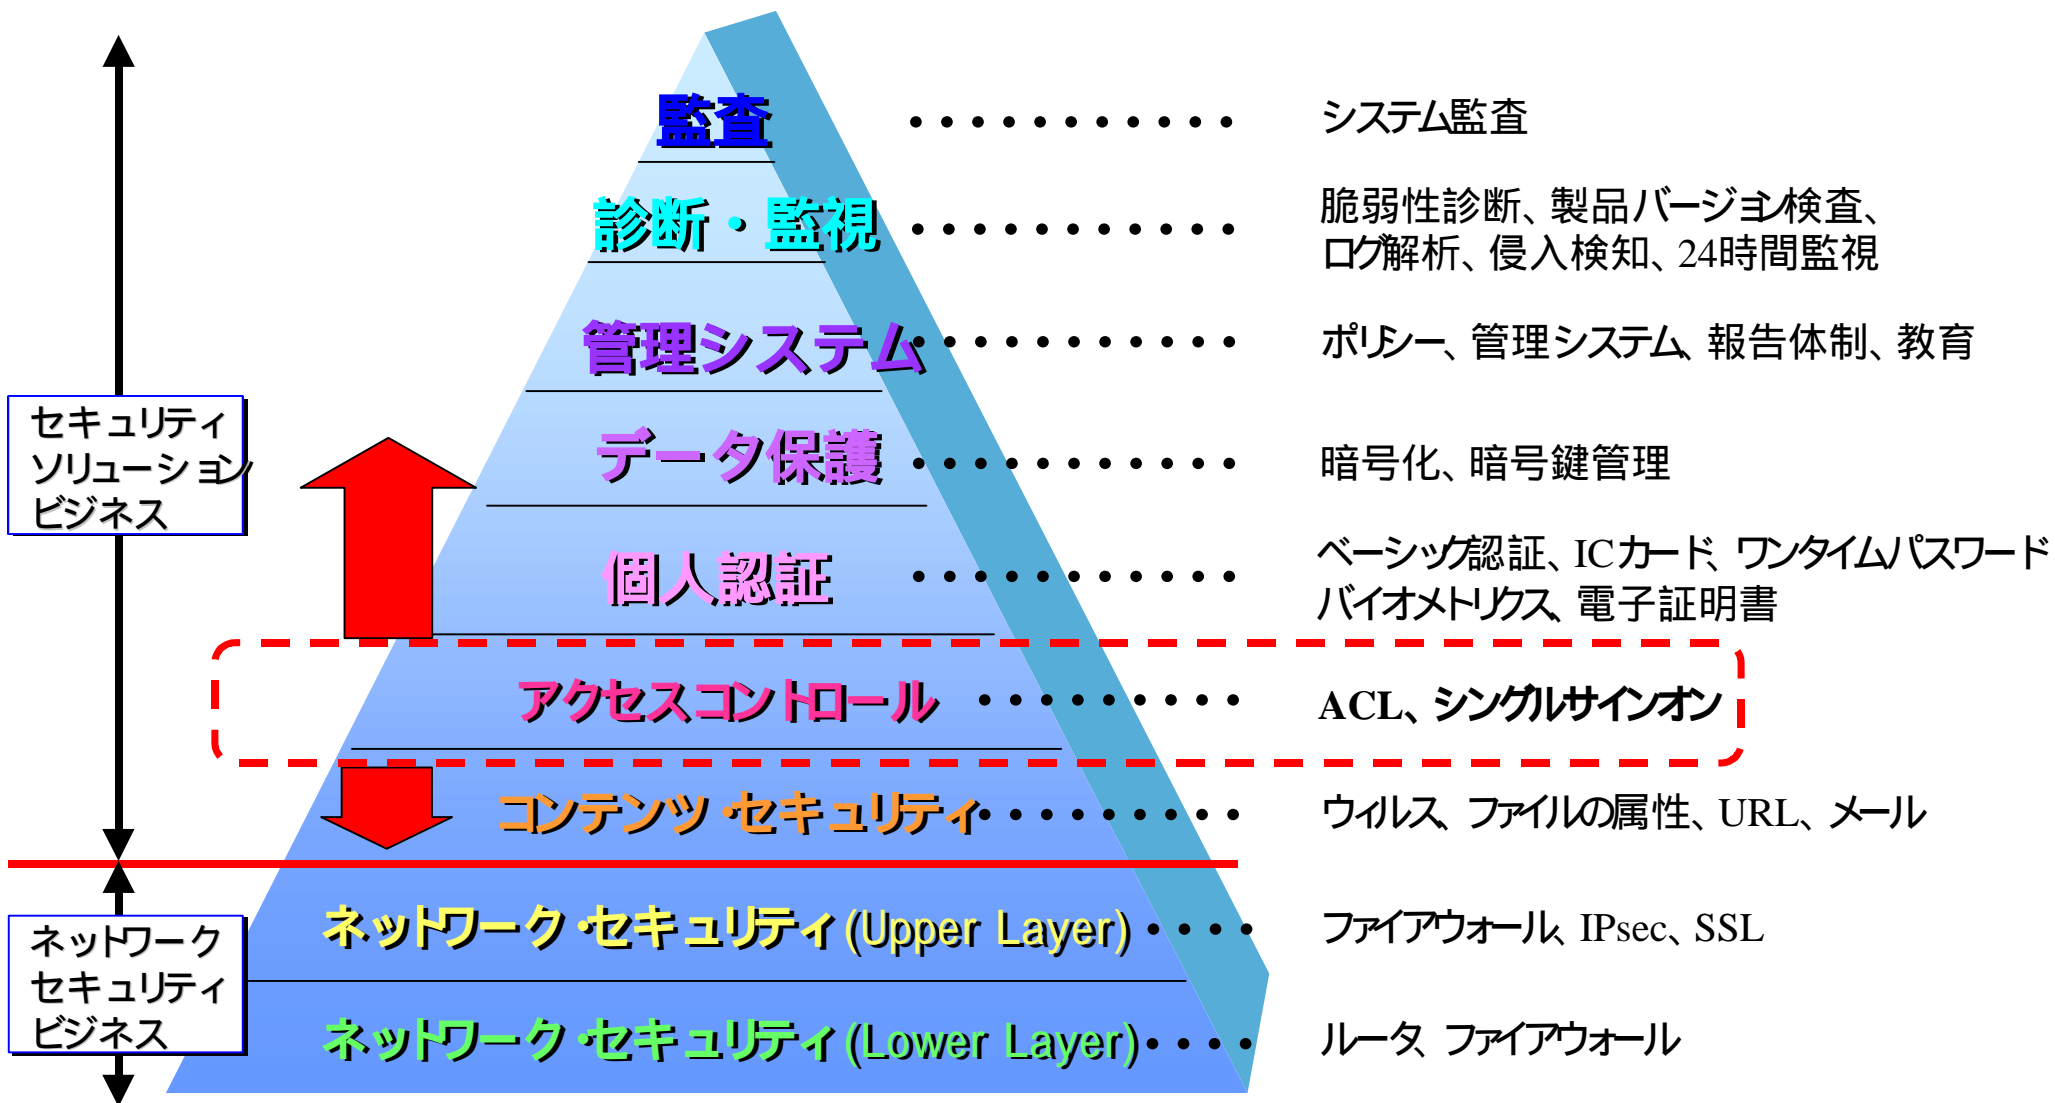 監査
システム監査
診断・監視
脆弱性診断、製品バージョン検査、
ログ解析、侵入検知、24時間監視
管理システム
ポリシー、管理システム、報告体制、教育
セキュリティ
ソリューション
ビジネス
データ保護
暗号化、暗号鍵管理
個人認証
ベーシック認証、ICカード、ワンタイムパスワード
バイオメトリクス、電子証明書
アクセスコントロール
ACL、シングルサインオン
コンテンツ・セキュリティ
ウィルス、ファイルの属性、URL、メール
ネットワーク
セキュリティ
ビジネス
ネットワーク・セキュリティ(Upper Layer)
ファイアウォール、IPsec、SSL
ネットワーク・セキュリティ(Lower Layer)
ルータ、ファイアウォール